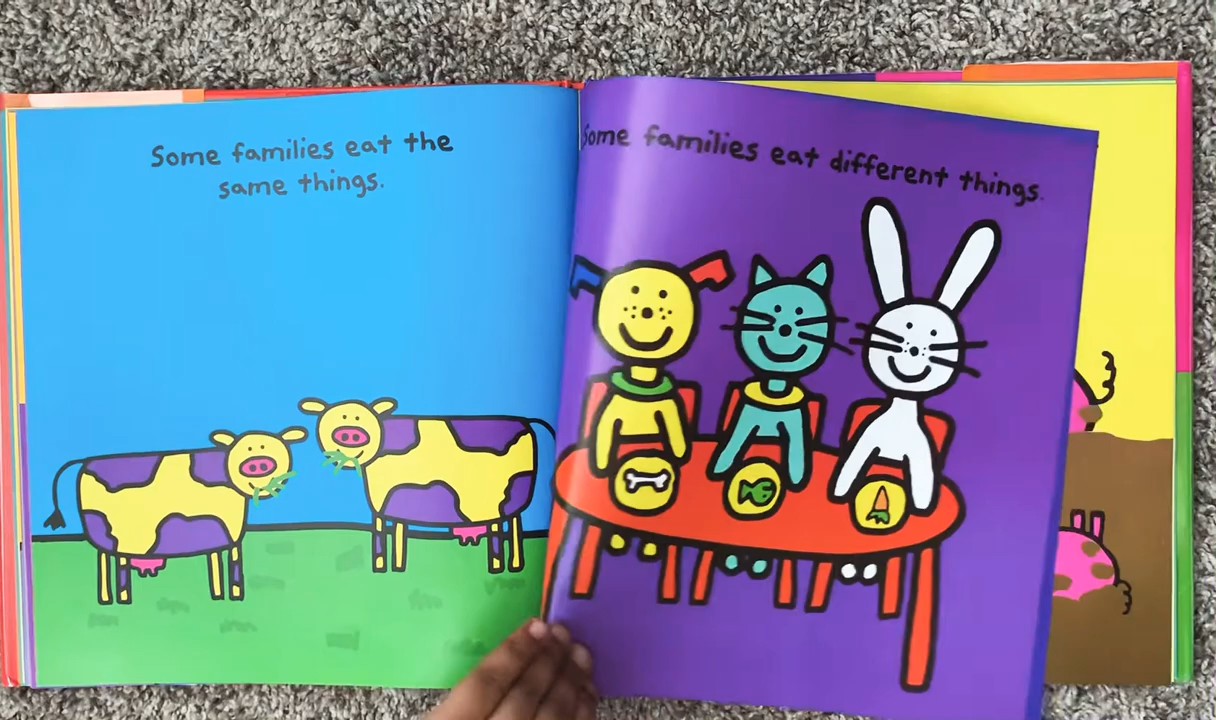 Some families eat the
same things.
Some families eat different things.